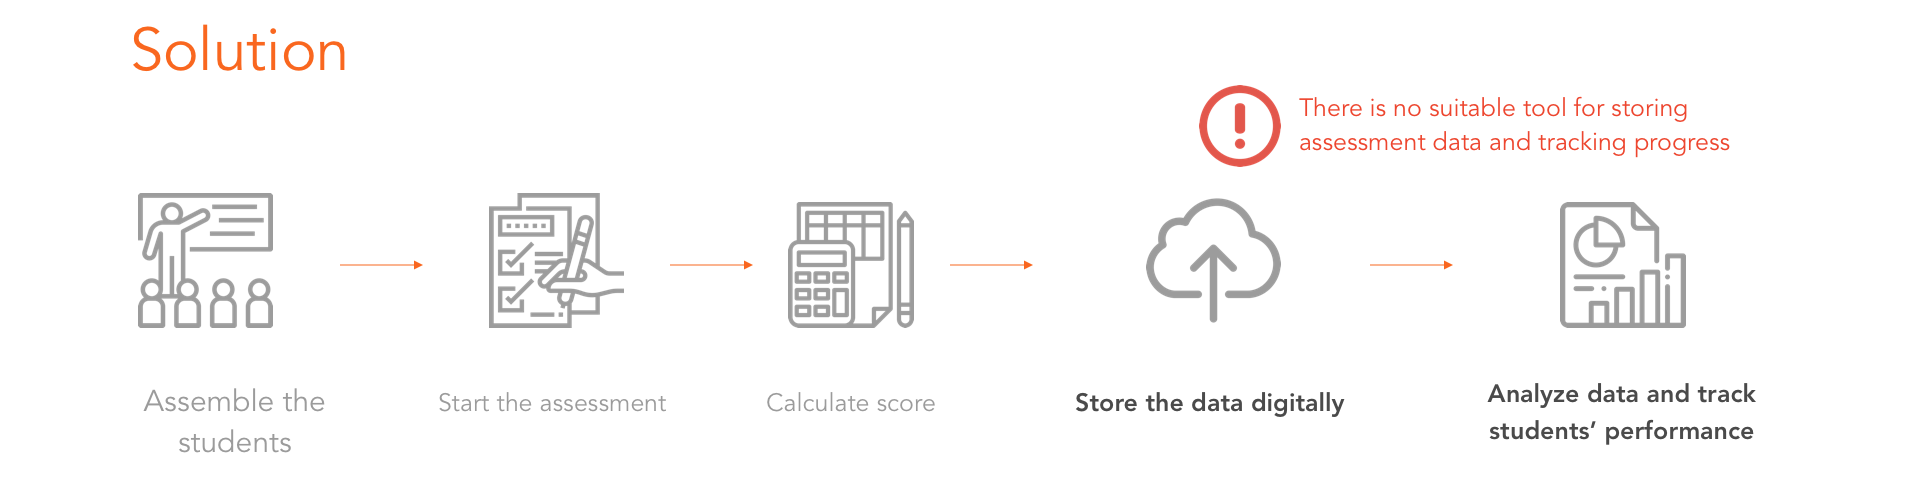 Solution
There is no suitable tool for storing
assessment data and tracking progress
Assemble the
students
Start the assessment
Calculate score
Store the data digitally
Analyze data and track
students’ performance